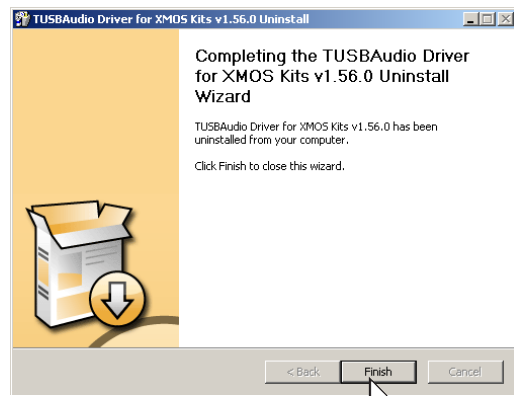 TUSBAudio Driver for XMOS Kits v1.56.0 Uninstall
Completing the TUSBAudio Driver
for XMOS Kits v1.56.0 Uninstall
Wizard
TUSBAudio Driver for XMOS Kits v1.56.0 has been
uninstalled from your computer.
Click Finish to close this wizard.
< Back Finish Cancel